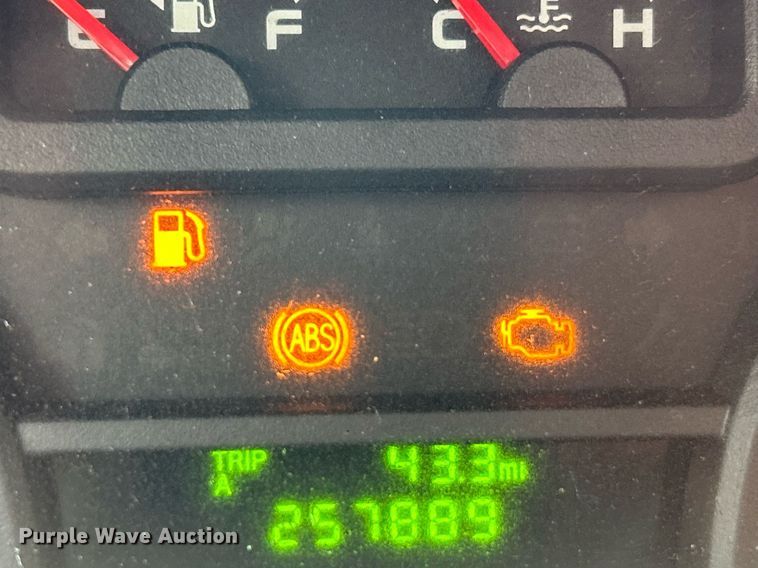 E F C H
ABS
TRIP A 43.3 mi
257889
Purple Wave Auction